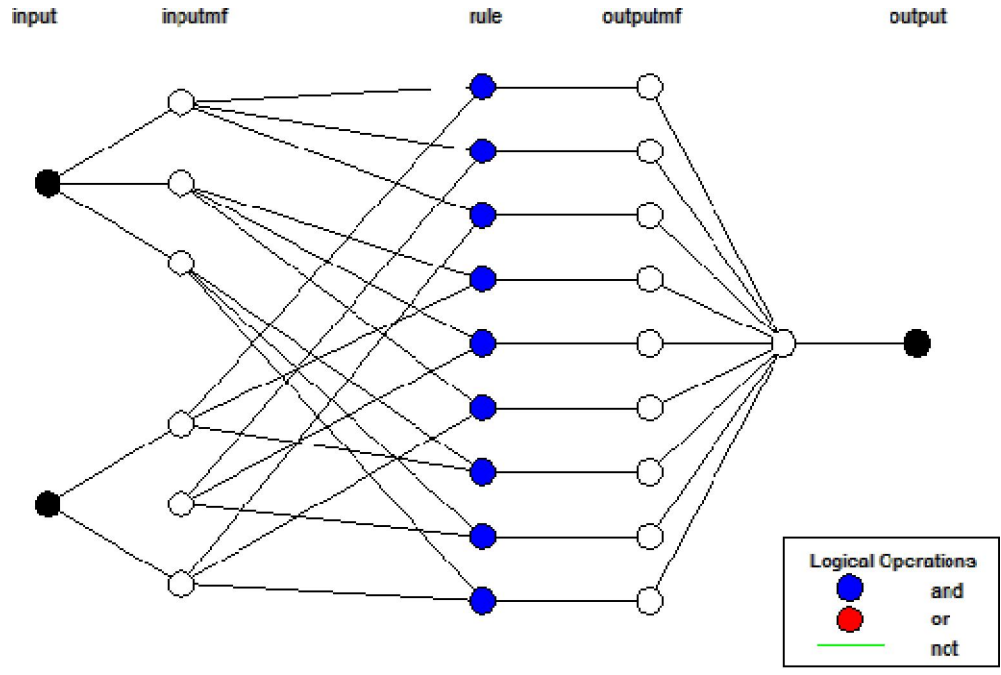 input inputmf rule outputmf output
Logical Operations
and
or
not